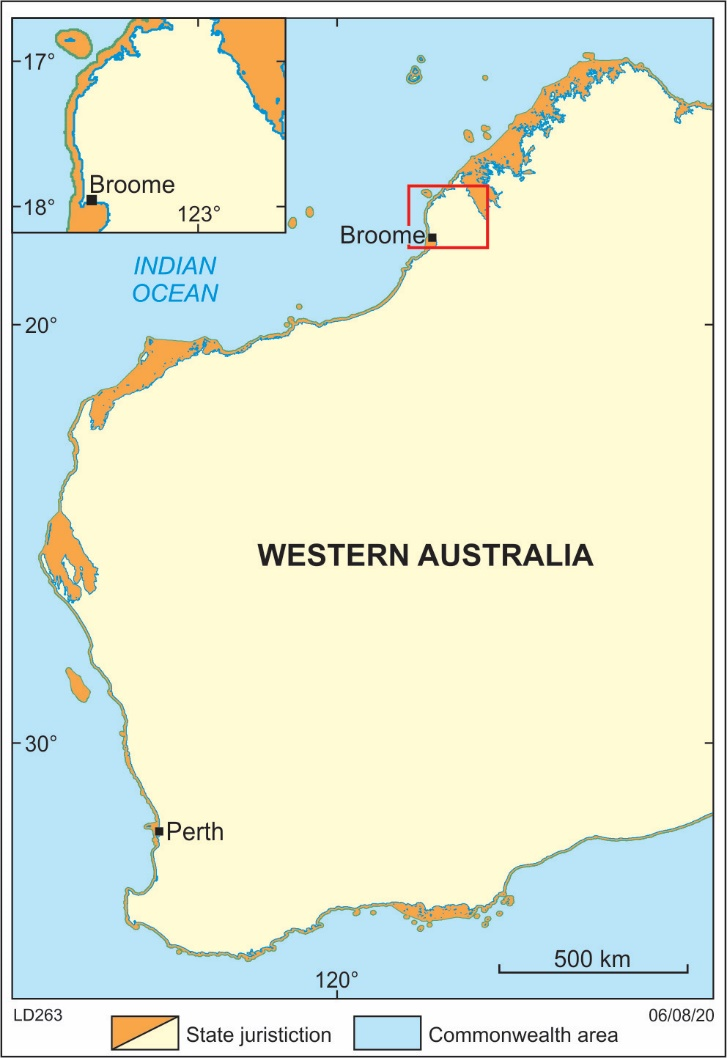 17°
18°
Broome
123°
Broome
INDIAN
OCEAN
20°
WESTERN AUSTRALIA
30°
Perth
500 km
120°
LD263
06/08/20
State juristiction
Commonwealth area